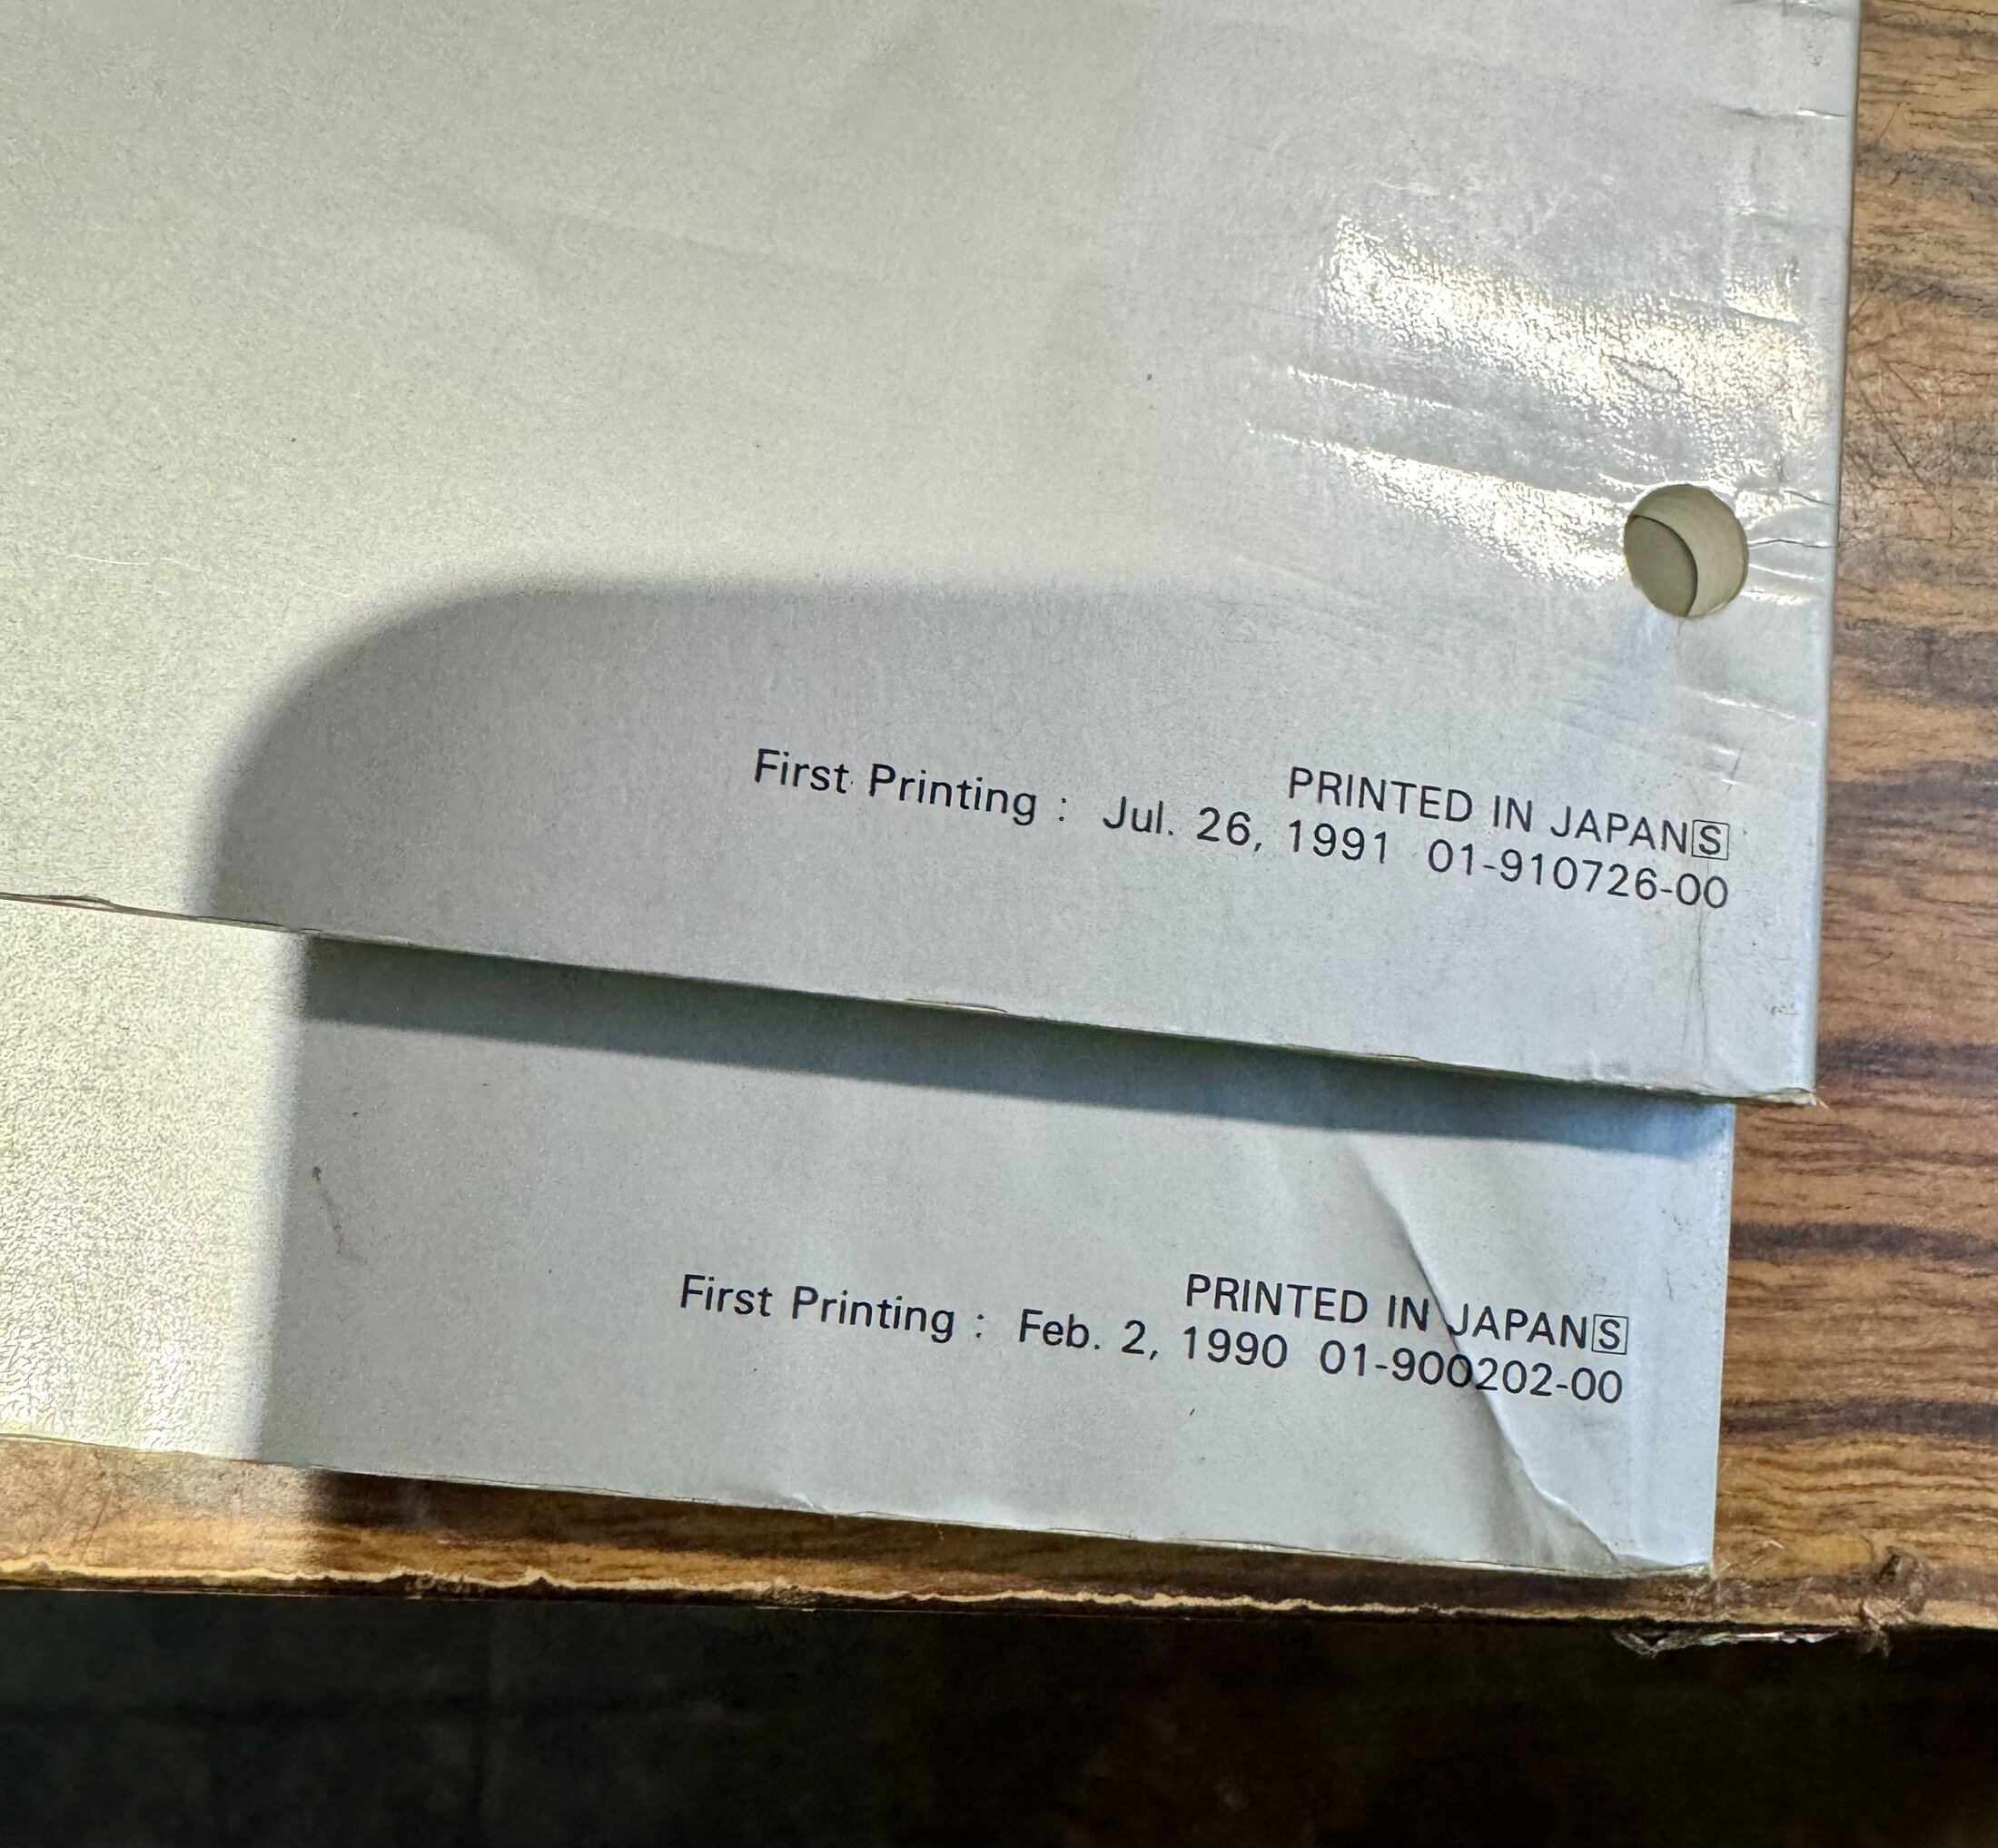 PRINTED IN JAPAN🅂
First Printing : Jul. 26, 1991 01-910726-00
PRINTED IN JAPAN🅂
First Printing : Feb. 2, 1990 01-900202-00